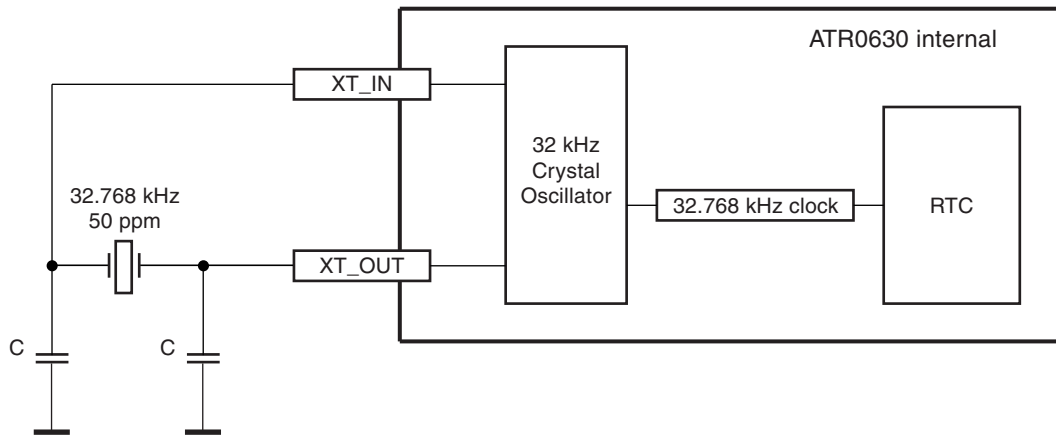 ATR0630 internal
XT_IN
32 kHz
Crystal
Oscillator
32.768 kHz
50 ppm
32.768 kHz clock
RTC
XT_OUT
C
C